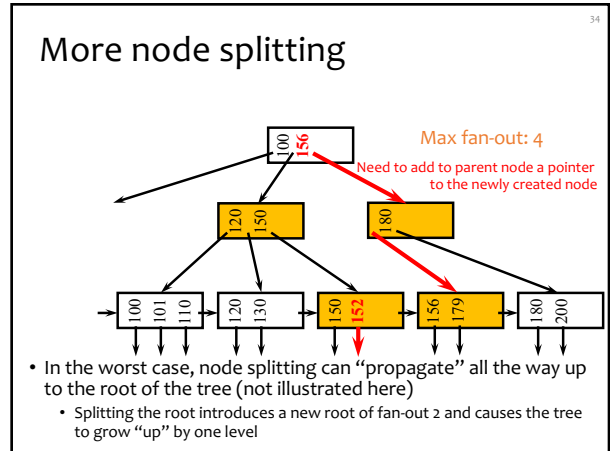 34
More node splitting
Max fan-out: 4
Need to add to parent node a pointer
to the newly created node
100 156
120 150
180
100 101 110
120 130
150 152
156 179
180 200
• In the worst case, node splitting can “propagate” all the way up
to the root of the tree (not illustrated here)
• Splitting the root introduces a new root of fan-out 2 and causes the tree
to grow “up” by one level